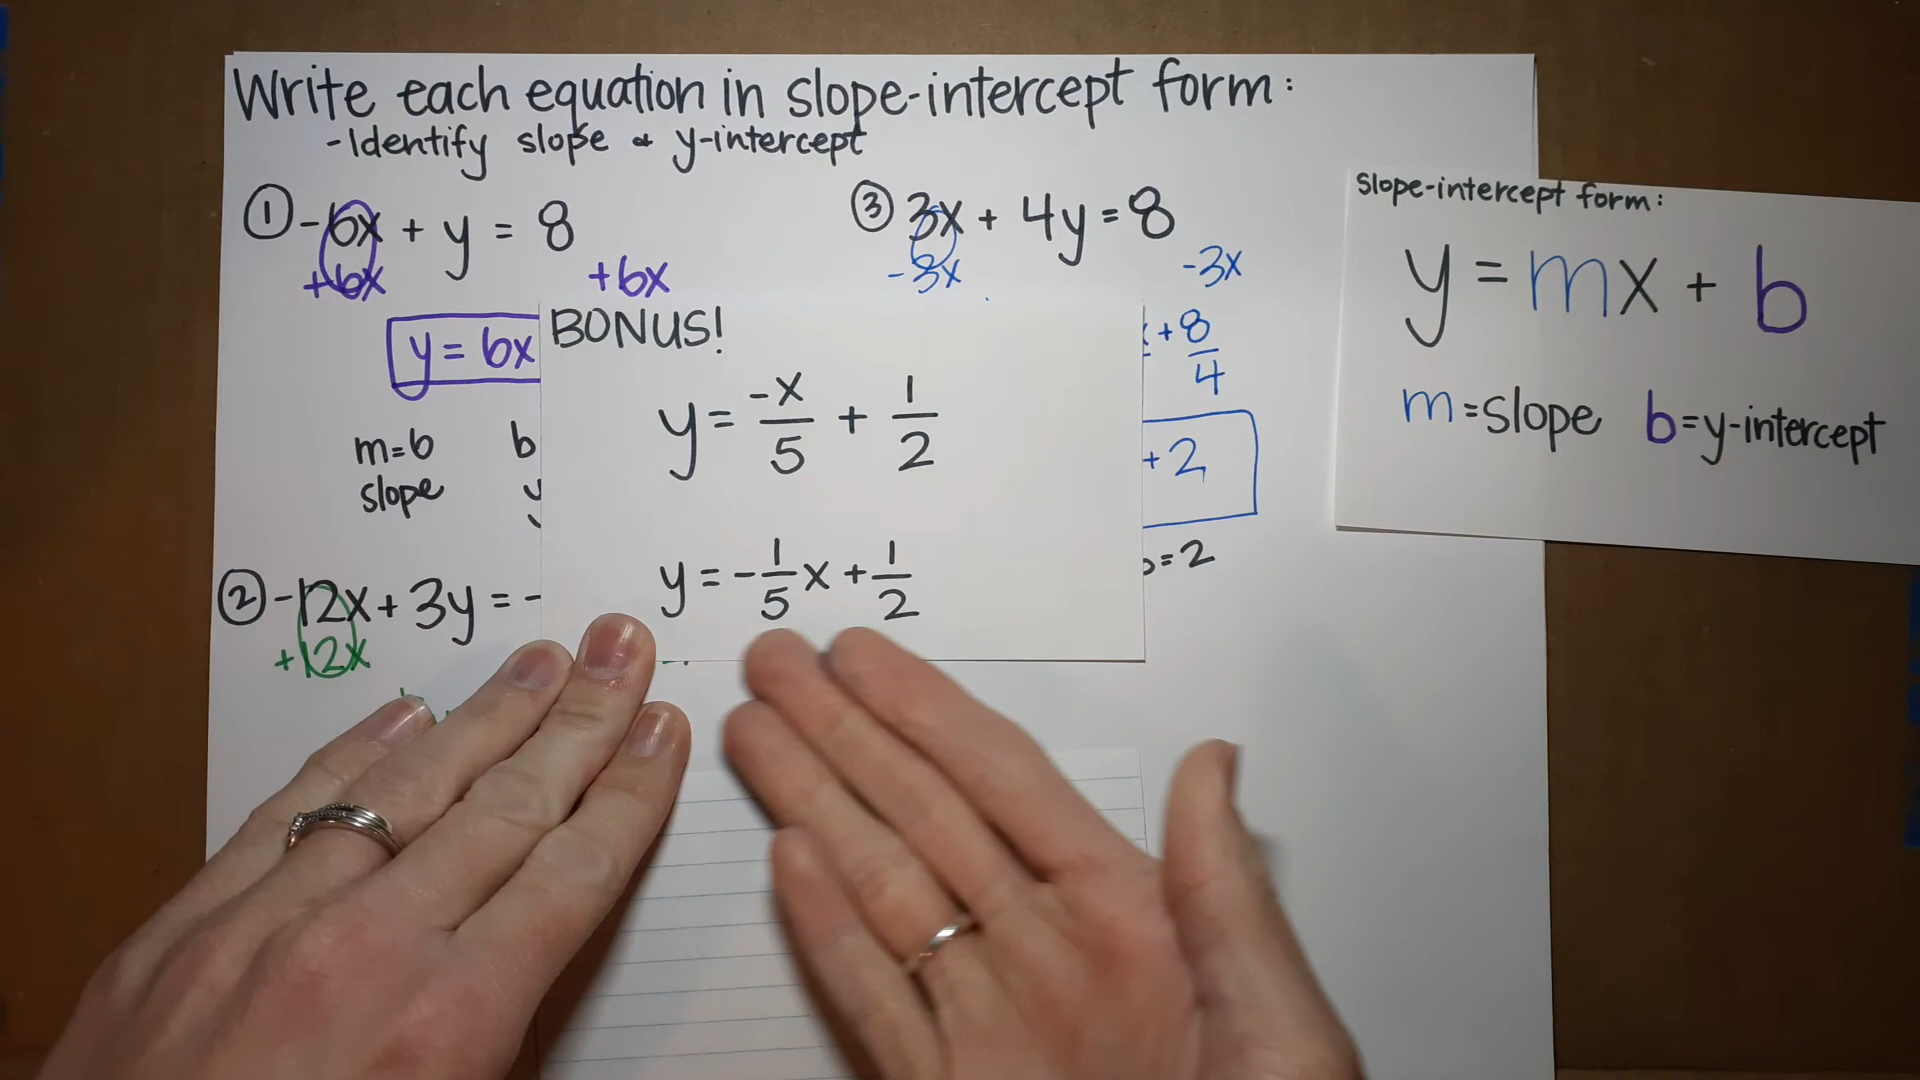 Write each equation in slope-intercept form:
-Identify slope & y-intercept
① -6x + y = 8
+6x +6x
y = 6x
m=6 b
slope y
② -12x + 3y = -
+12x
③ 3x + 4y = 8
-3x -3x
+ 8/4
+ 2
b=2
BONUS!
y = -x/5 + 1/2
y = -1/5 x + 1/2
Slope-intercept form:
y = mx + b
m=slope b=y-intercept